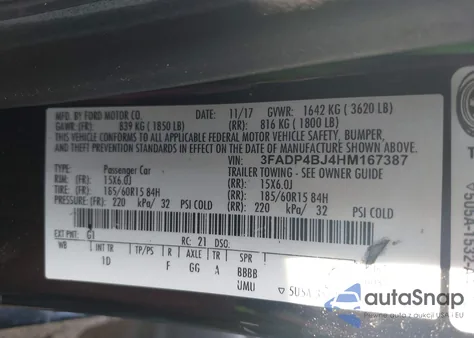 MFD. BY FORD MOTOR CO.
DATE: 11/17 GVWR: 1642 KG ( 3620 LB)
GAWR: (FR): 839 KG ( 1850 LB) (RR): 816 KG ( 1800 LB)
THIS VEHICLE CONFORMS TO ALL APPLICABLE FEDERAL MOTOR VEHICLE SAFETY, BUMPER,
AND THEFT PREVENTION STANDARDS IN EFFECT ON THE DATE OF MANUFACTURE SHOWN ABOVE.
VIN: 3FADP4BJ4HM167387
TYPE: Passenger Car TRAILER TOWING - SEE OWNER GUIDE
RIM: (FR): 15X6.0J (RR): 15X6.0J
TIRE: (FR): 185/60R15 84H (RR): 185/60R15 84H
PRESSURE: (FR): 220 kPa/ 32 PSI COLD (RR): 220 kPa/ 32 PSI COLD
EXT PNT: G1 RC: 21 DSO:
WB INT TR TP/PS R AXLE TR SPR
1D F GG A BBBB
UMU
autoSnap
Pewne auto z aukcji USA i EU